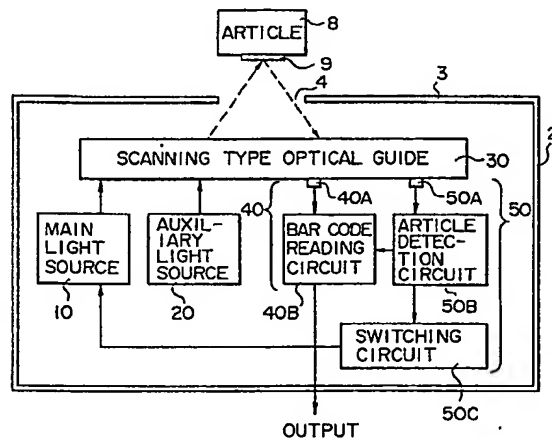 8
ARTICLE
9
4
3
2
SCANNING TYPE OPTICAL GUIDE
30
40
40A
50A
50
MAIN
LIGHT
SOURCE
10
AUXIL-
IARY
LIGHT
SOURCE
20
BAR CODE
READING
CIRCUIT
40B
ARTICLE
DETEC-
TION
CIRCUIT
50B
SWITCHING
CIRCUIT
50C
OUTPUT